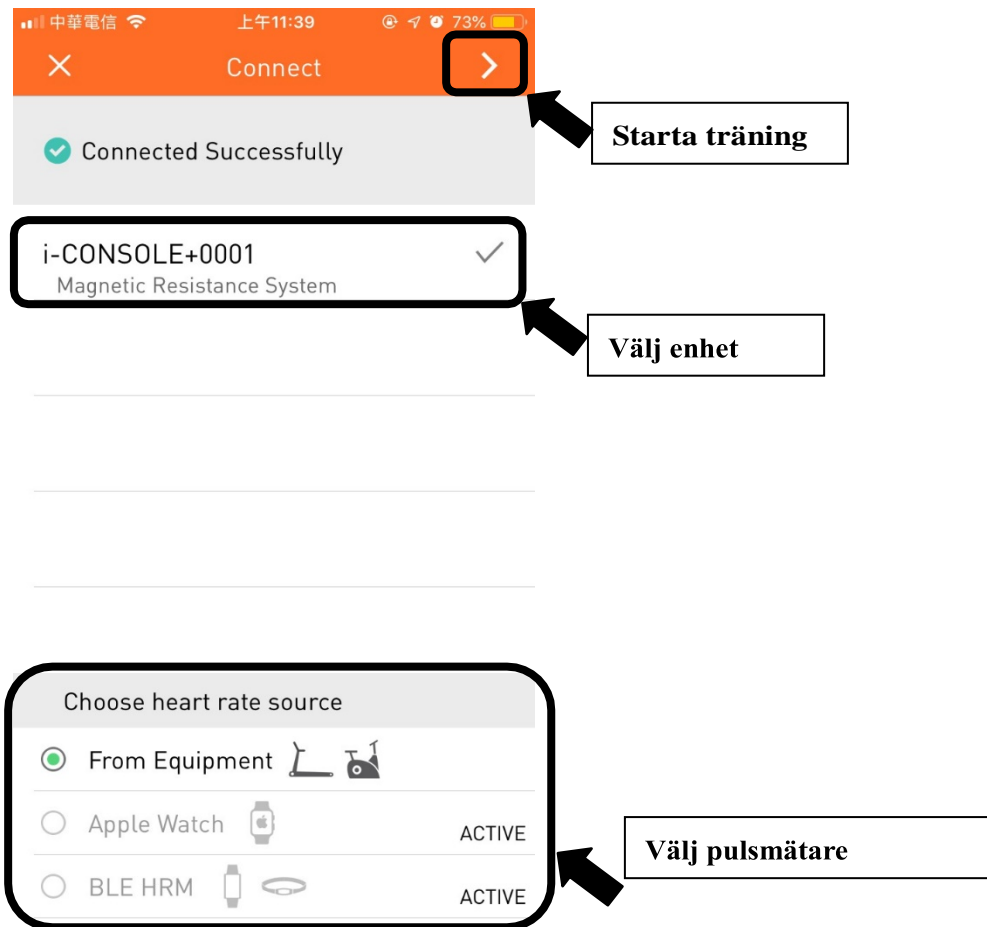 中華電信 上午11:39 73%
Connect
Starta träning
Connected Successfully
i-CONSOLE+0001
Magnetic Resistance System
Välj enhet
Choose heart rate source
From Equipment
Apple Watch ACTIVE
Välj pulsmätare
BLE HRM ACTIVE